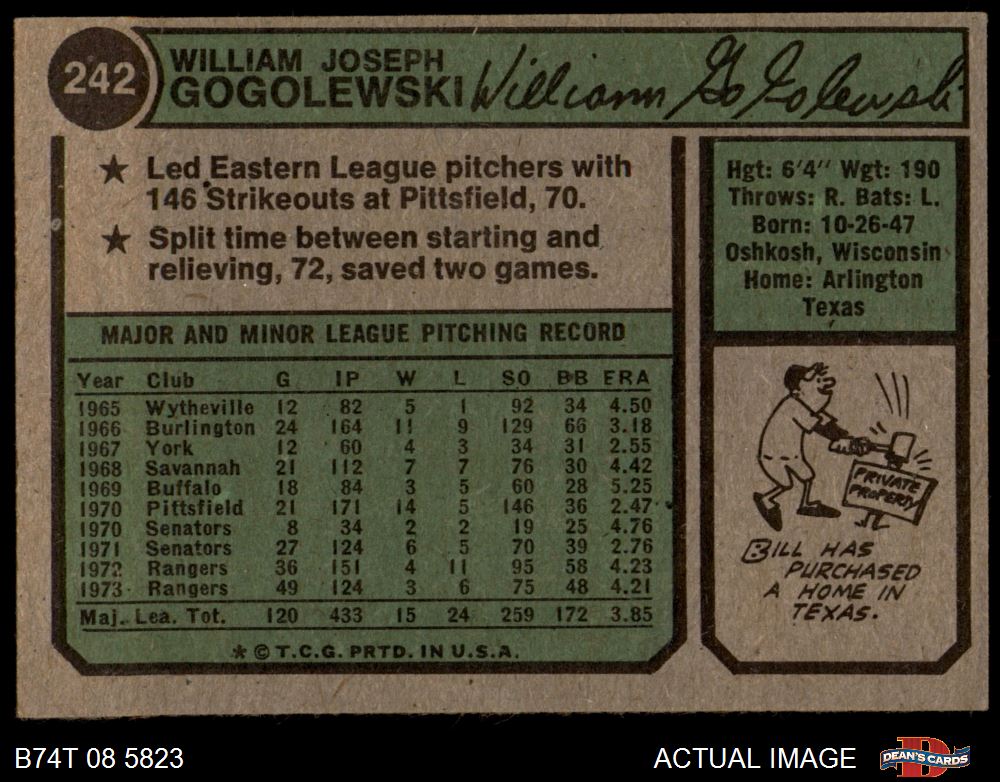 242
WILLIAM JOSEPH
GOGOLEWSKI
William GoGolewski
★ Led Eastern League pitchers with
146 Strikeouts at Pittsfield, 70.
★ Split time between starting and
relieving, 72, saved two games.
Hgt: 6'4" Wgt: 190
Throws: R. Bats: L.
Born: 10-26-47
Oshkosh, Wisconsin
Home: Arlington
Texas
MAJOR AND MINOR LEAGUE PITCHING RECORD
Year Club G IP W L SO BB ERA
1965 Wytheville 12 82 5 1 92 34 4.50
1966 Burlington 24 164 11 9 129 66 3.18
1967 York 12 60 4 3 34 31 2.55
1968 Savannah 21 112 7 7 76 30 4.42
1969 Buffalo 18 84 3 5 60 28 5.25
1970 Pittsfield 21 171 14 5 146 36 2.47
1970 Senators 8 34 2 2 19 25 4.76
1971 Senators 27 124 6 5 70 39 2.76
1972 Rangers 36 151 4 11 95 58 4.23
1973 Rangers 49 124 3 6 75 48 4.21
Maj. Lea. Tot. 120 433 15 24 259 172 3.85
* © T.C.G. PRTD. IN U.S.A.
PRIVATE
PROPERTY
BILL HAS
PURCHASED
A HOME IN
TEXAS.
B74T 08 5823
ACTUAL IMAGE
DEAN'S CARDS